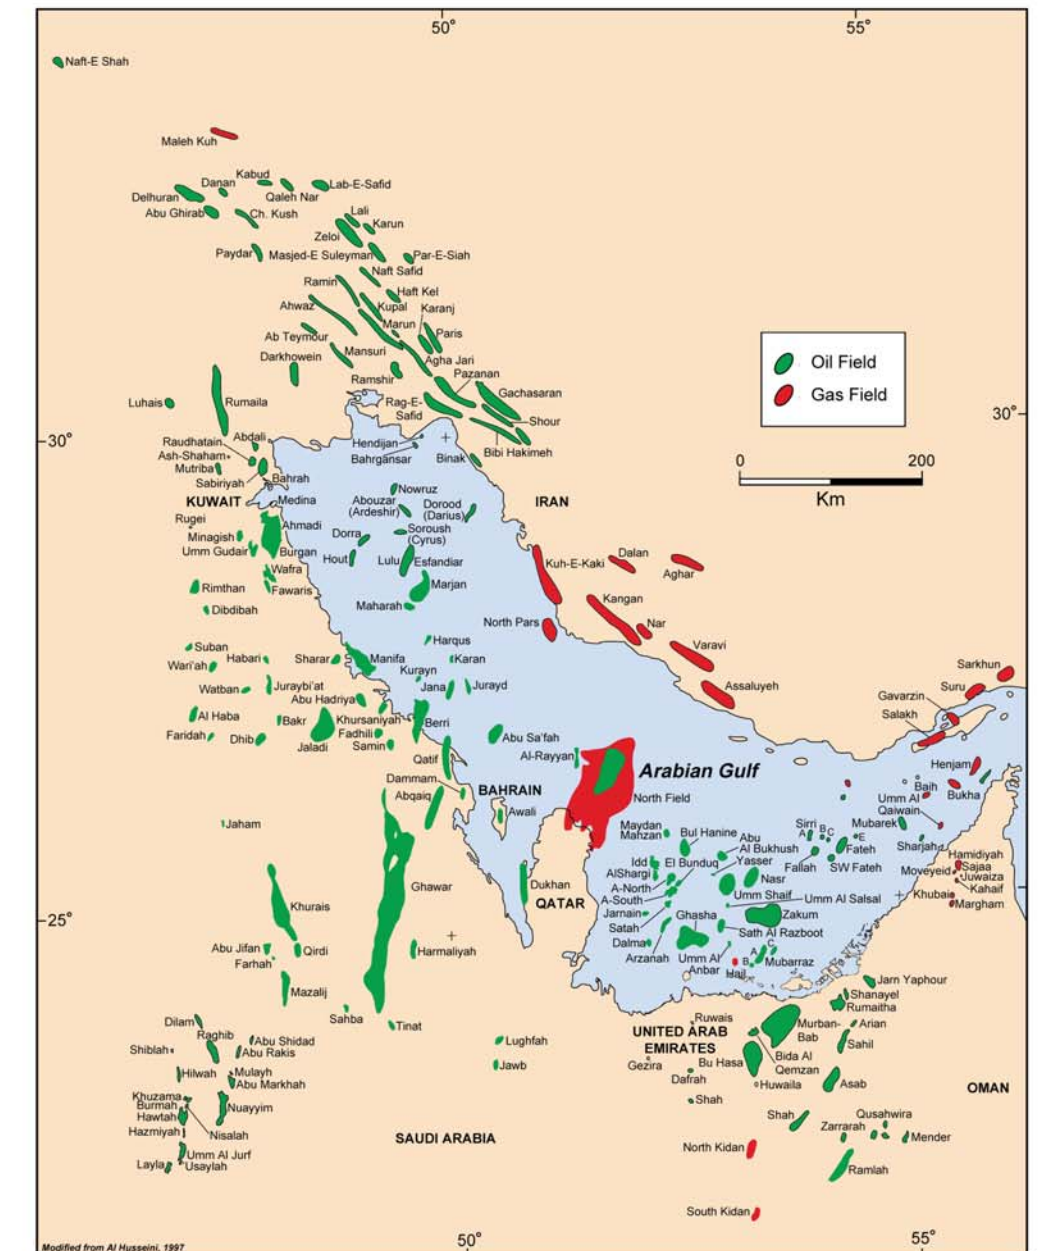 50°
55°
Naft-E Shah
Maleh Kuh
Kabud
Danan
Lab-E-Safid
Delhuran
Qaleh Nar
Abu Ghirab
Ch. Kush
Lali
Karun
Zeloi
Paydar
Masjed-E Suleyman
Par-E-Siah
Naft Safid
Ramin
Haft Kel
Ahwaz
Kupal
Karanj
Marun
Paris
Ab Teymour
Mansuri
Darkhowein
Agha Jari
Pazanan
Ramshir
Gachasaran
Luhais
Rumaila
Rag-E-
Safid
Shour
Oil Field
Gas Field
30°
30°
Abdali
Raudhatain
Ash-Shaham
Mutriba
Sabiriyah
Bahrah
Hendijan
Bahrgansar
Binak
Bibi Hakimeh
0
200
Km
KUWAIT
Medina
Nowruz
Abouzar
(Ardeshir)
Dorood
(Darius)
IRAN
Rugei
Ahmadi
Minagish
Umm Gudair
Burgan
Dorra
Soroush
(Cyrus)
Hout
Lulu
Esfandiar
Kuh-E-Kaki
Dalan
Aghar
Wafra
Fawaris
Rimthan
Marjan
Dibdibah
Maharah
Kangan
North Pars
Nar
Suban
Harqus
Varavi
Wari'ah
Habari
Sharar
Manifa
Karan
Kurayn
Sarkhun
Watban
Juraybi'at
Jana
Jurayd
Assaluyeh
Suru
Abu Hadriya
Gavarzin
Al Haba
Bakr
Khursaniyah
Berri
Salakh
Faridah
Dhib
Jaladi
Fadhili
Samin
Abu Sa'fah
Al-Rayyan
Qatif
Arabian Gulf
Henjam
Dammam
Abqaiq
BAHRAIN
North Field
Baih
Bukha
Umm Al
Qaiwain
Awali
Jaham
Maydan
Mahzan
Bul Hanine
Abu
Al Bukhush
Sirri
A
B
C
E
Mubarek
Fateh
Sharjah
Idd
El Bunduq
Yasser
AlShargi
Fallah
SW Fateh
Hamidiyah
Sajaa
Moveyeid
Juwaiza
Kahaif
A-North
Nasr
Dukhan
A-South
Umm Shaif
Umm Al Salsal
Khubai
Margham
QATAR
Ghawar
Khurais
Jarnain
Ghasha
Zakum
25°
Satah
Sath Al Razboot
Abu Jifan
Qirdi
Harmaliyah
Dalma
A
C
Farhah
Arzanah
Umm Al
Anbar
Hail
B
Mubarraz
Mazalij
Jarn Yaphour
Shanayel
Rumaitha
Sahba
Tinat
Dilam
Ruwais
Murban-
Bab
Arian
UNITED ARAB
EMIRATES
Raghib
Abu Shidad
Lughfah
Sahil
Shiblah
Abu Rakis
Bida Al
Qemzan
Gezira
Bu Hasa
Jawb
Hilwah
Mulayh
Abu Markhah
Dafrah
Huwaila
Asab
OMAN
Khuzama
Burmah
Hawtah
Nuayyim
Shah
Shah
Qusahwira
Hazmiyah
Nisalah
Zarrarah
Mender
SAUDI ARABIA
North Kidan
Umm Al Jurf
Layla
Usaylah
Ramlah
South Kidan
50°
55°
Modified from Al Husseini, 1997